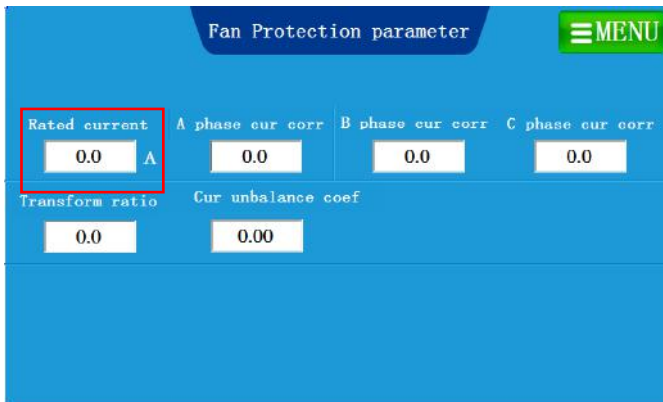 Fan Protection parameter
≡MENU
Rated current A phase cur corr B phase cur corr C phase cur corr
0.0 A 0.0 0.0 0.0
Transform ratio Cur unbalance coef
0.0 0.00